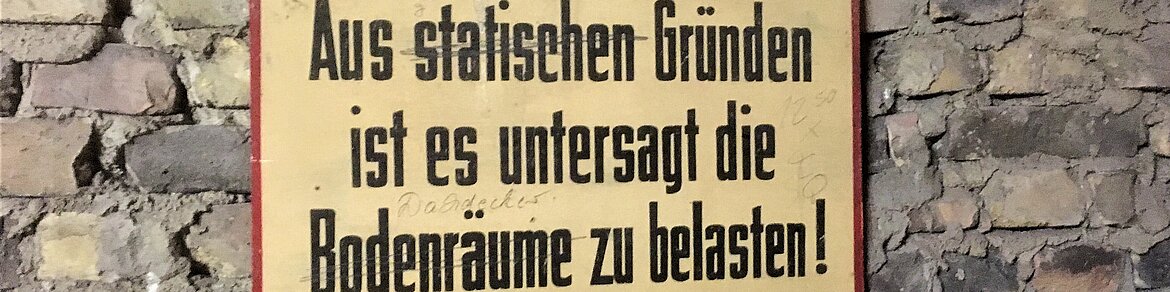 Aus statischen Gründen
ist es untersagt die
Bodenräume zu belasten!